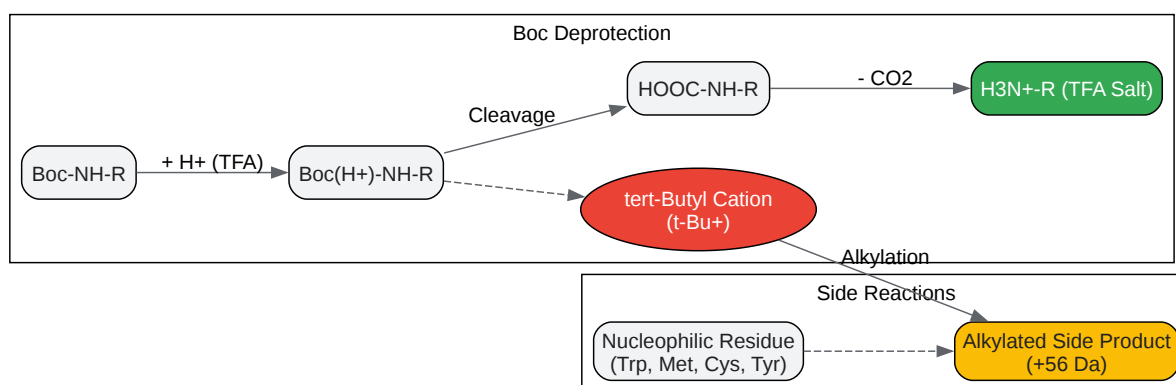 Boc Deprotection
HOOC-NH-R
- CO2
H3N+-R (TFA Salt)
Cleavage
Boc-NH-R
+ H+ (TFA)
Boc(H+)-NH-R
tert-Butyl Cation
(t-Bu+)
Alkylation
Side Reactions
Nucleophilic Residue
(Trp, Met, Cys, Tyr)
Alkylated Side Product
(+56 Da)